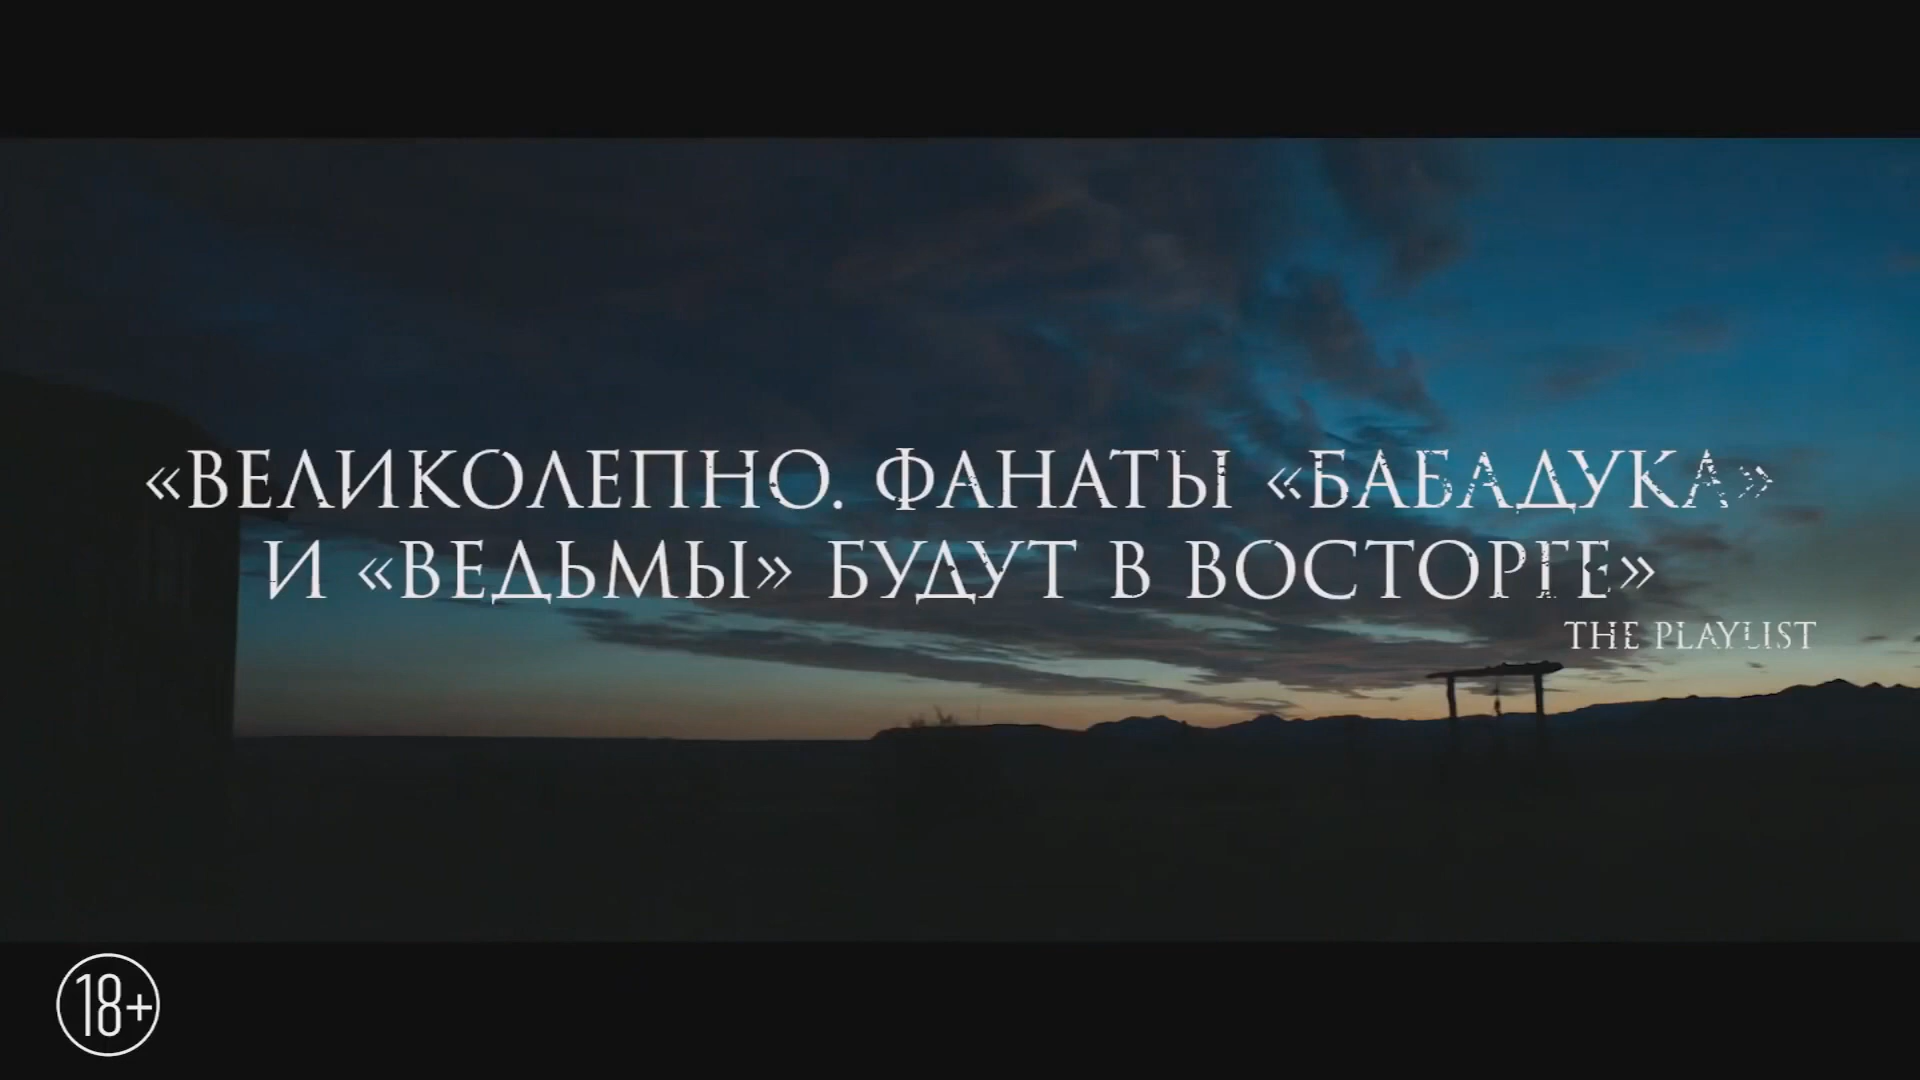 «ВЕЛИКОЛЕПНО. ФАНАТЫ «БАБАДУКА»
И «ВЕДЬМЫ» БУДУТ В ВОСТОРГЕ»
THE PLAYLIST
18+